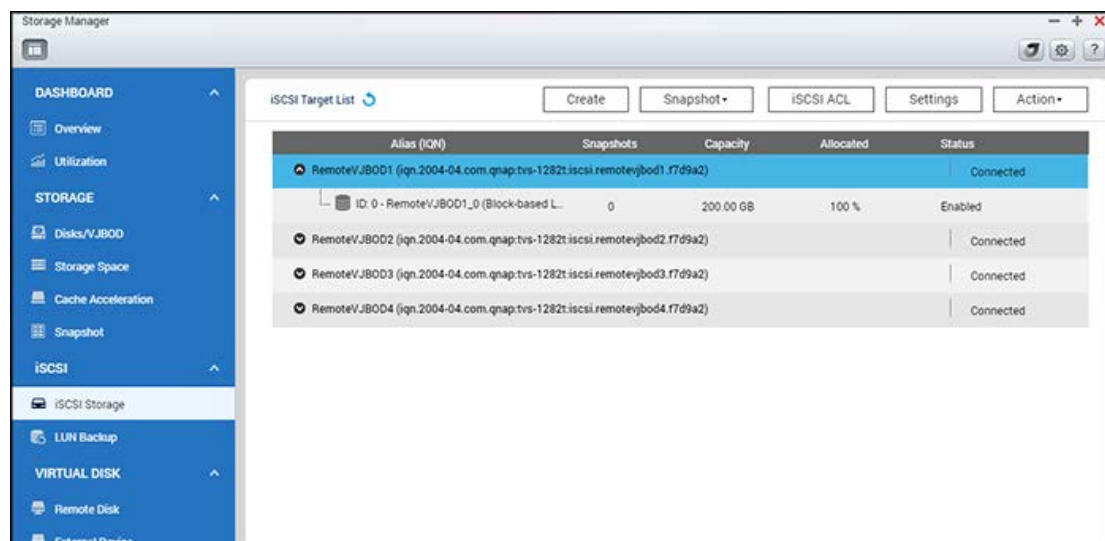 Storage Manager
DASHBOARD
Overview
Utilization
STORAGE
Disks/VJBOD
Storage Space
Cache Acceleration
Snapshot
iSCSI
iSCSI Storage
LUN Backup
VIRTUAL DISK
Remote Disk
External Device
iSCSI Target List
Create
Snapshot
iSCSI ACL
Settings
Action
Alias (IQN) Snapshots Capacity Allocated Status
RemoteVJBOD1 (iqn.2004-04.com.qnap:tvs-1282t:iscsi.remotevjbod1.f7d9a2) Connected
ID: 0 - RemoteVJBOD1_0 (Block-based L... 0 200.00 GB 100 % Enabled
RemoteVJBOD2 (iqn.2004-04.com.qnap:tvs-1282t:iscsi.remotevjbod2.f7d9a2) Connected
RemoteVJBOD3 (iqn.2004-04.com.qnap:tvs-1282t:iscsi.remotevjbod3.f7d9a2) Connected
RemoteVJBOD4 (iqn.2004-04.com.qnap:tvs-1282t:iscsi.remotevjbod4.f7d9a2) Connected